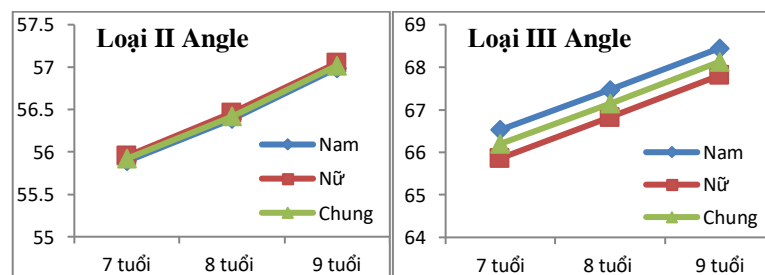 Loại II Angle
57.5
57
56.5
56
55.5
55
7 tuổi 8 tuổi 9 tuổi
Nam
Nữ
Chung
Loại III Angle
69
68
67
66
65
64
7 tuổi 8 tuổi 9 tuổi
Nam
Nữ
Chung